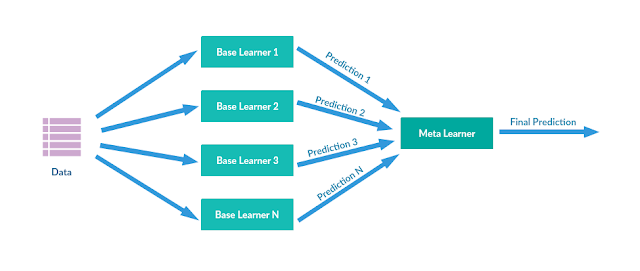 Data
Base Learner 1
Base Learner 2
Base Learner 3
Base Learner N
Prediction 1
Prediction 2
Prediction 3
Prediction N
Meta Learner
Final Prediction